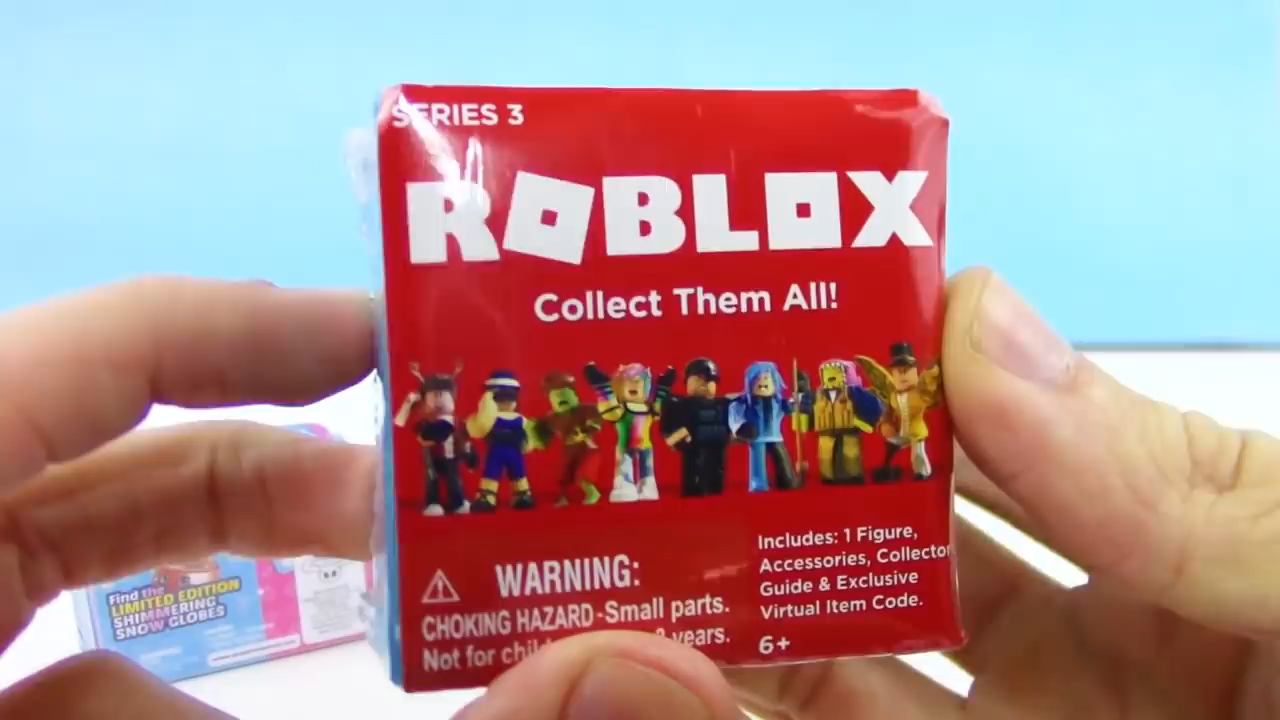 SERIES 3
ROBLOX
Collect Them All!
WARNING:
CHOKING HAZARD-Small parts.
Not for
years.
Includes: 1 Figure,
Accessories, Collector
Guide & Exclusive
Virtual Item Code.
6+
Find the
LIMITED EDITION
SHIMMERING
SNOW GLOBES